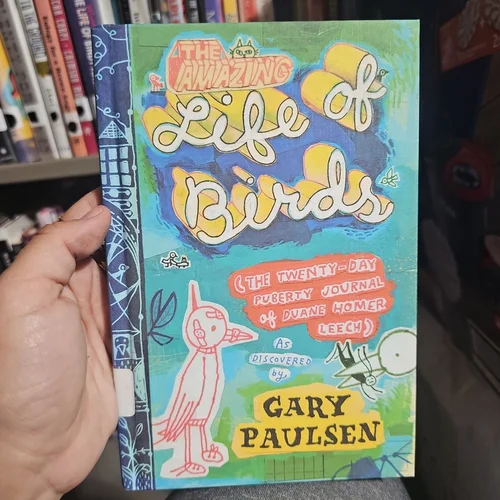 THE
AMAZING
Life of
Birds
(THE TWENTY-DAY
PUBERTY JOURNAL
of DUANE HOMER
LEECH)
As
DISCOVERED
by
GARY
PAULSEN